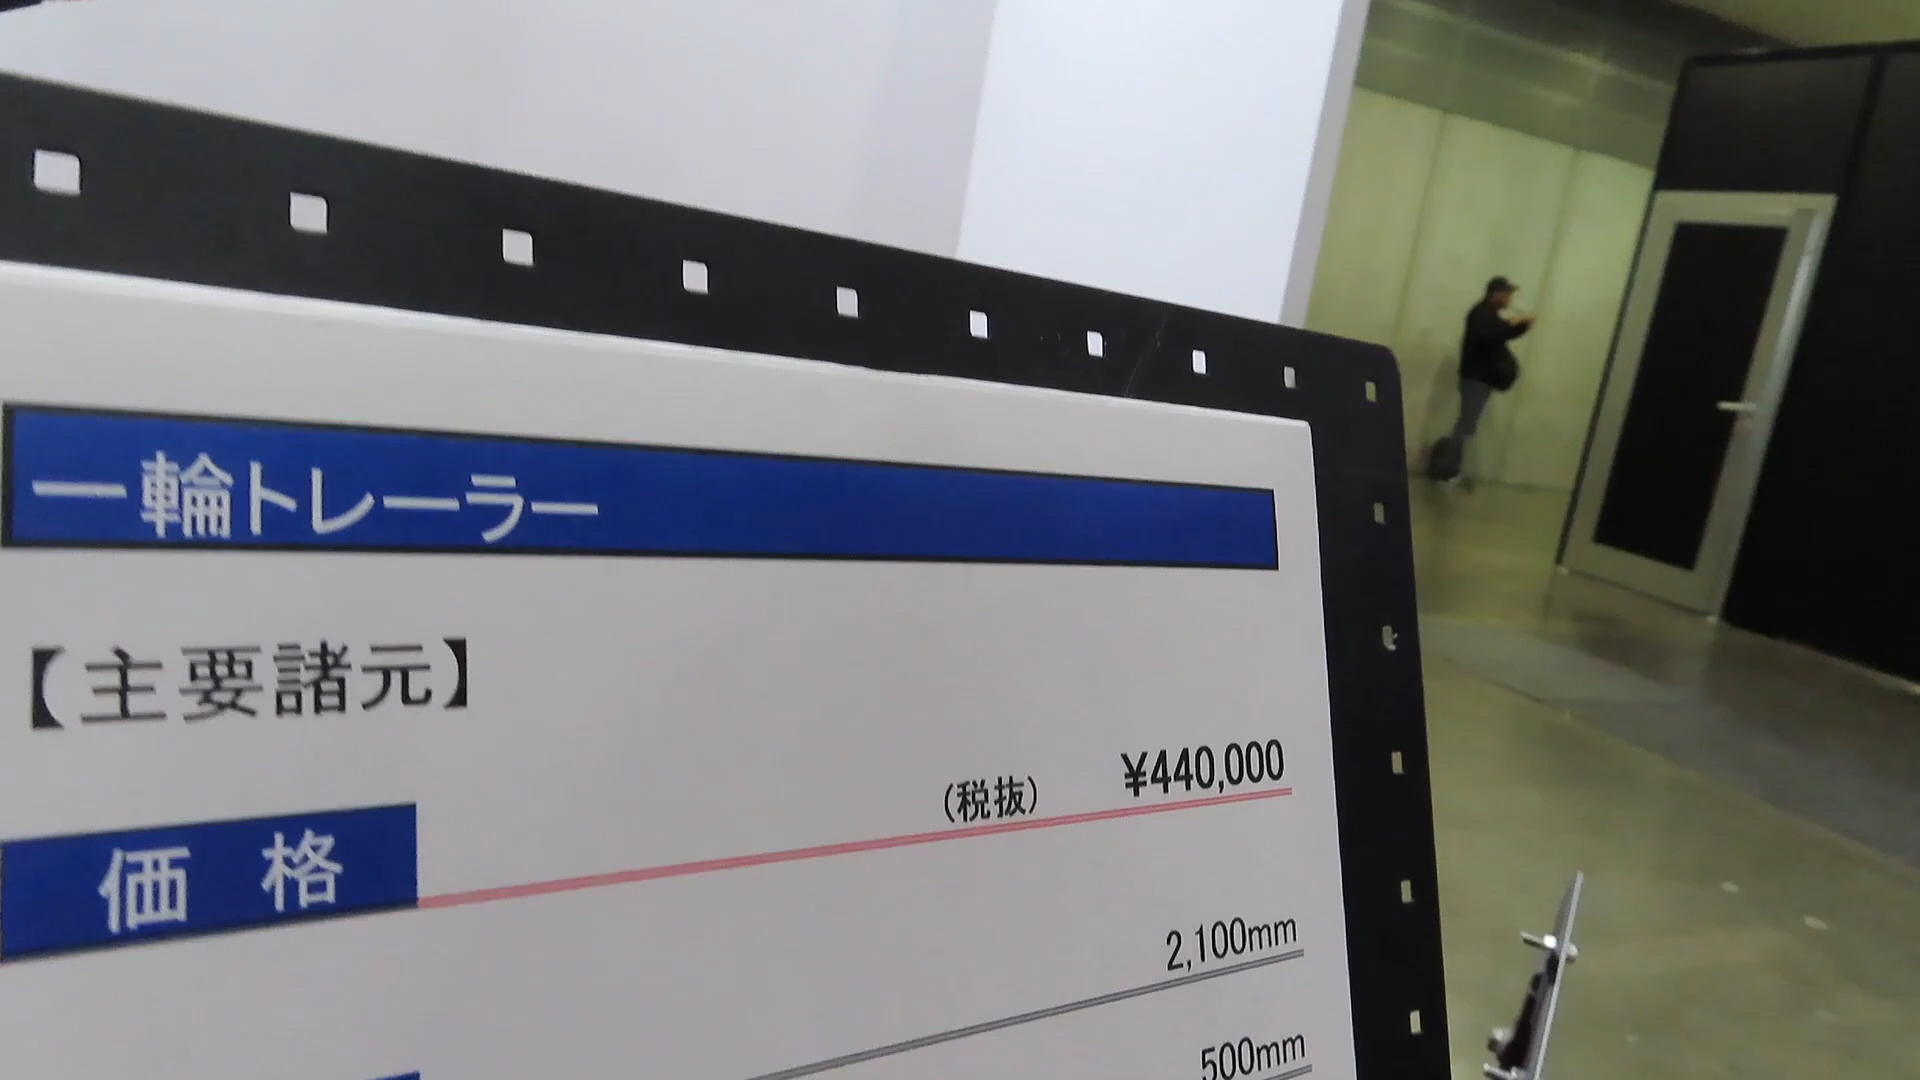 一輪トレーラー
【主要諸元】
価 格 (税抜) ¥440,000
2,100mm
500mm